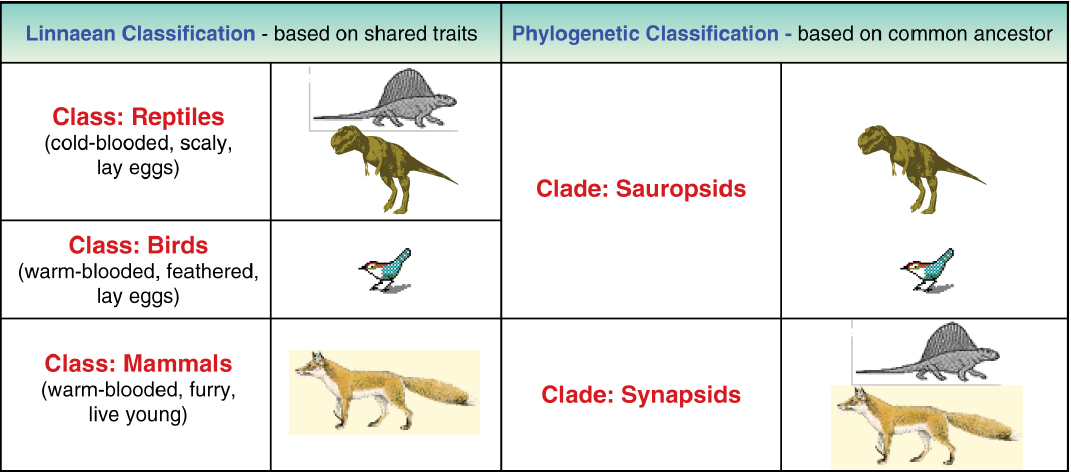 Linnaean Classification - based on shared traits
Phylogenetic Classification - based on common ancestor
Class: Reptiles
(cold-blooded, scaly,
lay eggs)
Clade: Sauropsids
Class: Birds
(warm-blooded, feathered,
lay eggs)
Class: Mammals
(warm-blooded, furry,
live young)
Clade: Synapsids